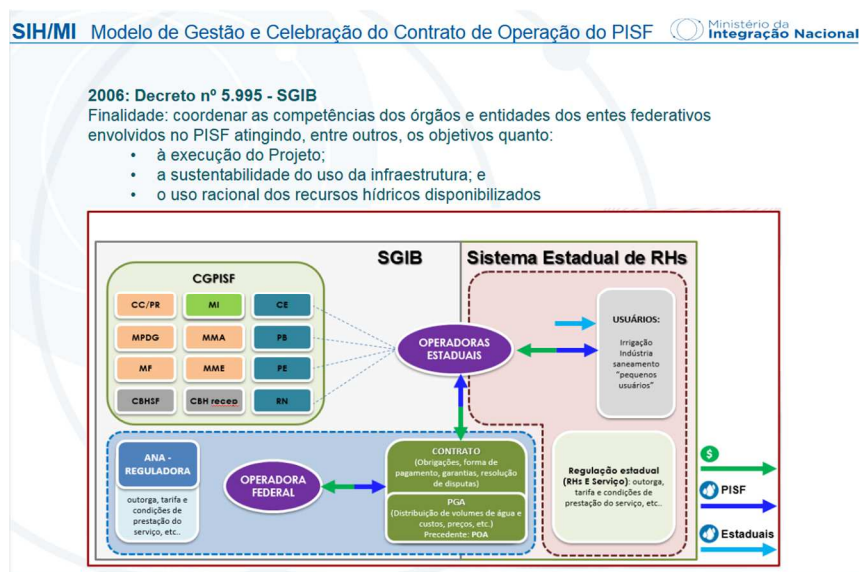 SIH/MI Modelo de Gestão e Celebração do Contrato de Operação do PISF
Ministério da
Integração Nacional
2006: Decreto nº 5.995 - SGIB
Finalidade: coordenar as competências dos órgãos e entidades dos entes federativos
envolvidos no PISF atingindo, entre outros, os objetivos quanto:
• à execução do Projeto;
• a sustentabilidade do uso da infraestrutura; e
• o uso racional dos recursos hídricos disponibilizados
SGIB
Sistema Estadual de RHs
CGPISF
CC/PR
MI
CE
MPDG
MMA
PB
MF
MME
PE
CBHSF
CBH recep
RN
OPERADORAS
ESTADUAIS
USUÁRIOS:
Irrigação
Indústria
saneamento
"pequenos
usuários"
ANA -
REGULADORA
outorga, tarifa e
condições de
prestação do
serviço, etc..
OPERADORA
FEDERAL
CONTRATO
(Obrigações, forma de
pagamento, garantias, resolução
de disputas)
PGA
(Distribuição de volumes de água e
custos, preços, etc.)
Precedente: POA
Regulação estadual
(RHs E Serviço): outorga,
tarifa e condições de
prestação do serviço, etc..
$
PISF
Estaduais